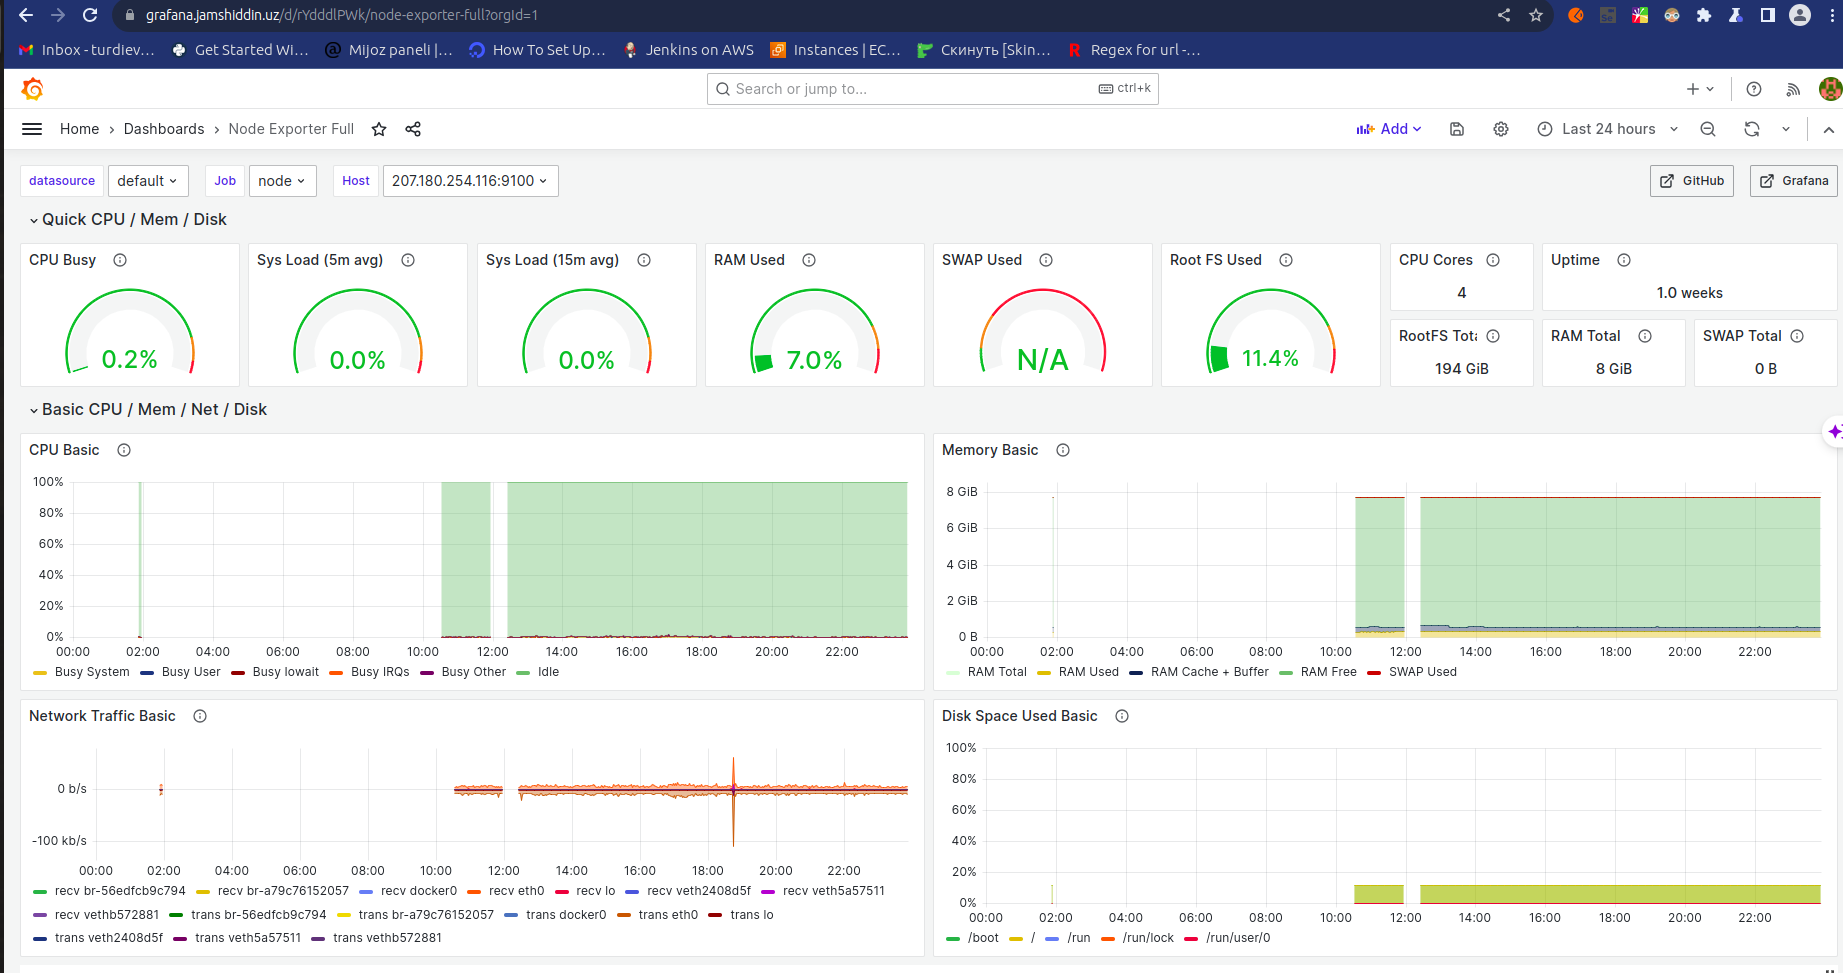 grafana.jamshiddin.uz/d/rYdddlPWk/node-exporter-full?orgId=1
Inbox - turdiev... Get Started Wi... Mijoz paneli |... How To Set Up... Jenkins on AWS Instances | EC... Скинуть [Skin... Regex for url -...
Search or jump to... ctrl+k
Home › Dashboards › Node Exporter Full Add Last 24 hours
datasource default Job node Host 207.180.254.116:9100 GitHub Grafana
Quick CPU / Mem / Disk
CPU Busy Sys Load (5m avg) Sys Load (15m avg) RAM Used SWAP Used Root FS Used CPU Cores Uptime
4 1.0 weeks
RootFS Tota RAM Total SWAP Total
0.2% 0.0% 0.0% 7.0% N/A 11.4% 194 GiB 8 GiB 0 B
Basic CPU / Mem / Net / Disk
CPU Basic
100%
80%
60%
40%
20%
0%
00:00 02:00 04:00 06:00 08:00 10:00 12:00 14:00 16:00 18:00 20:00 22:00
Busy System Busy User Busy Iowait Busy IRQs Busy Other Idle
Memory Basic
8 GiB
6 GiB
4 GiB
2 GiB
0 B
00:00 02:00 04:00 06:00 08:00 10:00 12:00 14:00 16:00 18:00 20:00 22:00
RAM Total RAM Used RAM Cache + Buffer RAM Free SWAP Used
Network Traffic Basic
0 b/s
-100 kb/s
00:00 02:00 04:00 06:00 08:00 10:00 12:00 14:00 16:00 18:00 20:00 22:00
recv br-56edfcb9c794 recv br-a79c76152057 recv docker0 recv eth0 recv lo recv veth2408d5f recv veth5a57511
recv vethb572881 trans br-56edfcb9c794 trans br-a79c76152057 trans docker0 trans eth0 trans lo
trans veth2408d5f trans veth5a57511 trans vethb572881
Disk Space Used Basic
100%
80%
60%
40%
20%
0%
00:00 02:00 04:00 06:00 08:00 10:00 12:00 14:00 16:00 18:00 20:00 22:00
/boot / /run /run/lock /run/user/0